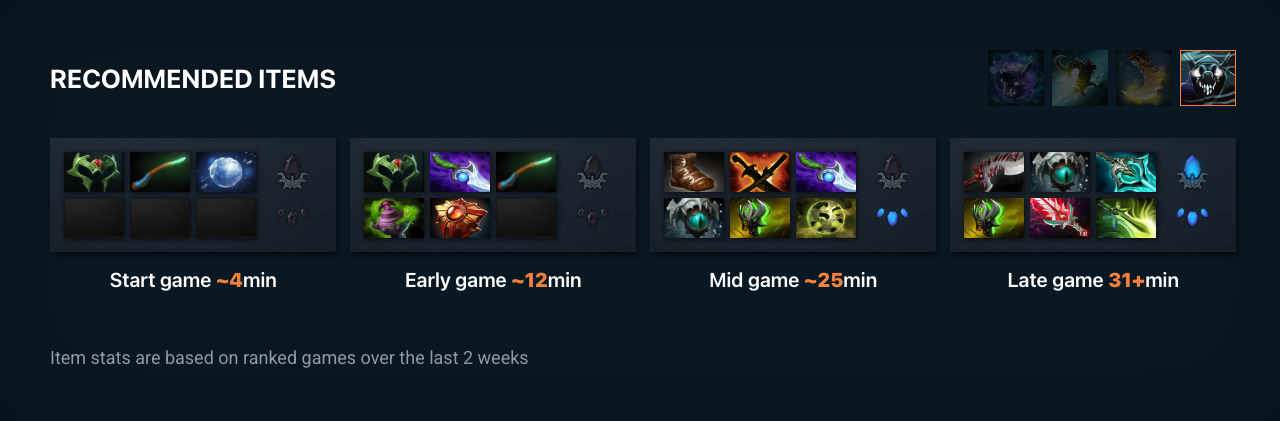 RECOMMENDED ITEMS
Start game ~4min
Early game ~12min
Mid game ~25min
Late game 31+min
Item stats are based on ranked games over the last 2 weeks